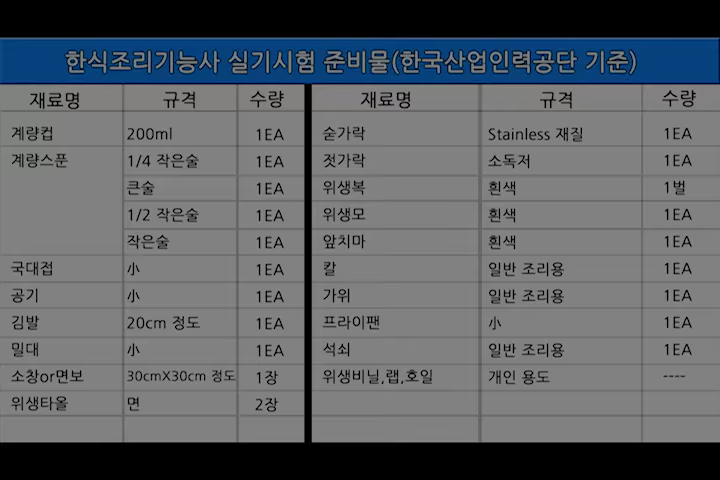 한식조리기능사 실기시험 준비물(한국산업인력공단 기준)
재료명 규격 수량 재료명 규격 수량
계량컵 200ml 1EA 숟가락 Stainless 재질 1EA
계량스푼 1/4 작은술 1EA 젓가락 소독저 1EA
큰술 1EA 위생복 흰색 1벌
1/2 작은술 1EA 위생모 흰색 1EA
작은술 1EA 앞치마 흰색 1EA
국대접 小 1EA 칼 일반 조리용 1EA
공기 小 1EA 가위 일반 조리용 1EA
김발 20cm 정도 1EA 프라이팬 小 1EA
밀대 小 1EA 석쇠 일반 조리용 1EA
소창or면보 30cmX30cm 정도 1장 위생비닐,랩,호일 개인 용도 ----
위생타올 면 2장